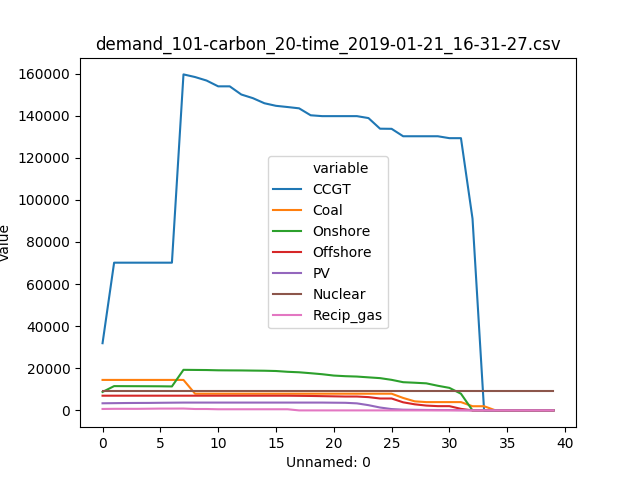 demand_101-carbon_20-time_2019-01-21_16-31-27.csv
160000
140000
120000
100000
80000
60000
40000
20000
0
value
variable
CCGT
Coal
Onshore
Offshore
PV
Nuclear
Recip_gas
0 5 10 15 20 25 30 35 40
Unnamed: 0